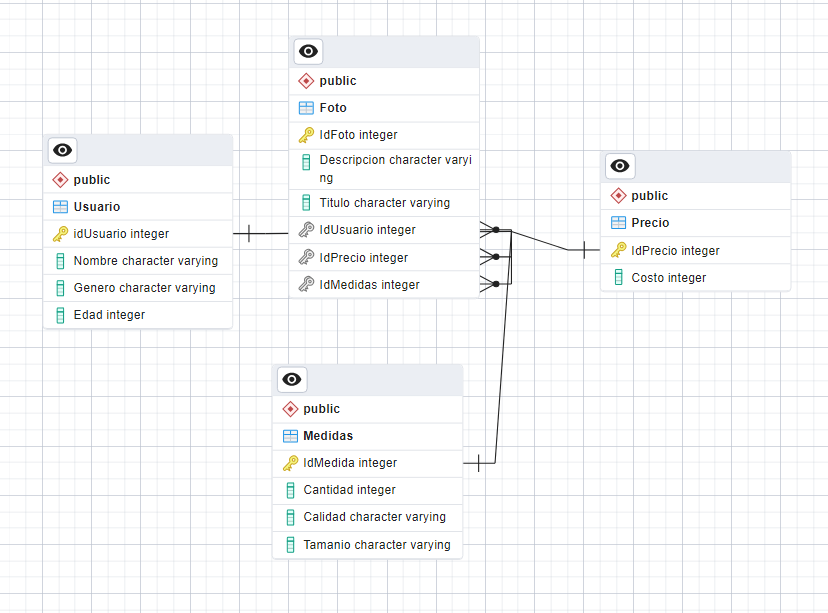 public
Foto
IdFoto integer
Descripcion character varyi
ng
Titulo character varying
IdUsuario integer
IdPrecio integer
IdMedidas integer
public
Usuario
idUsuario integer
Nombre character varying
Genero character varying
Edad integer
public
Precio
IdPrecio integer
Costo integer
public
Medidas
IdMedida integer
Cantidad integer
Calidad character varying
Tamanio character varying